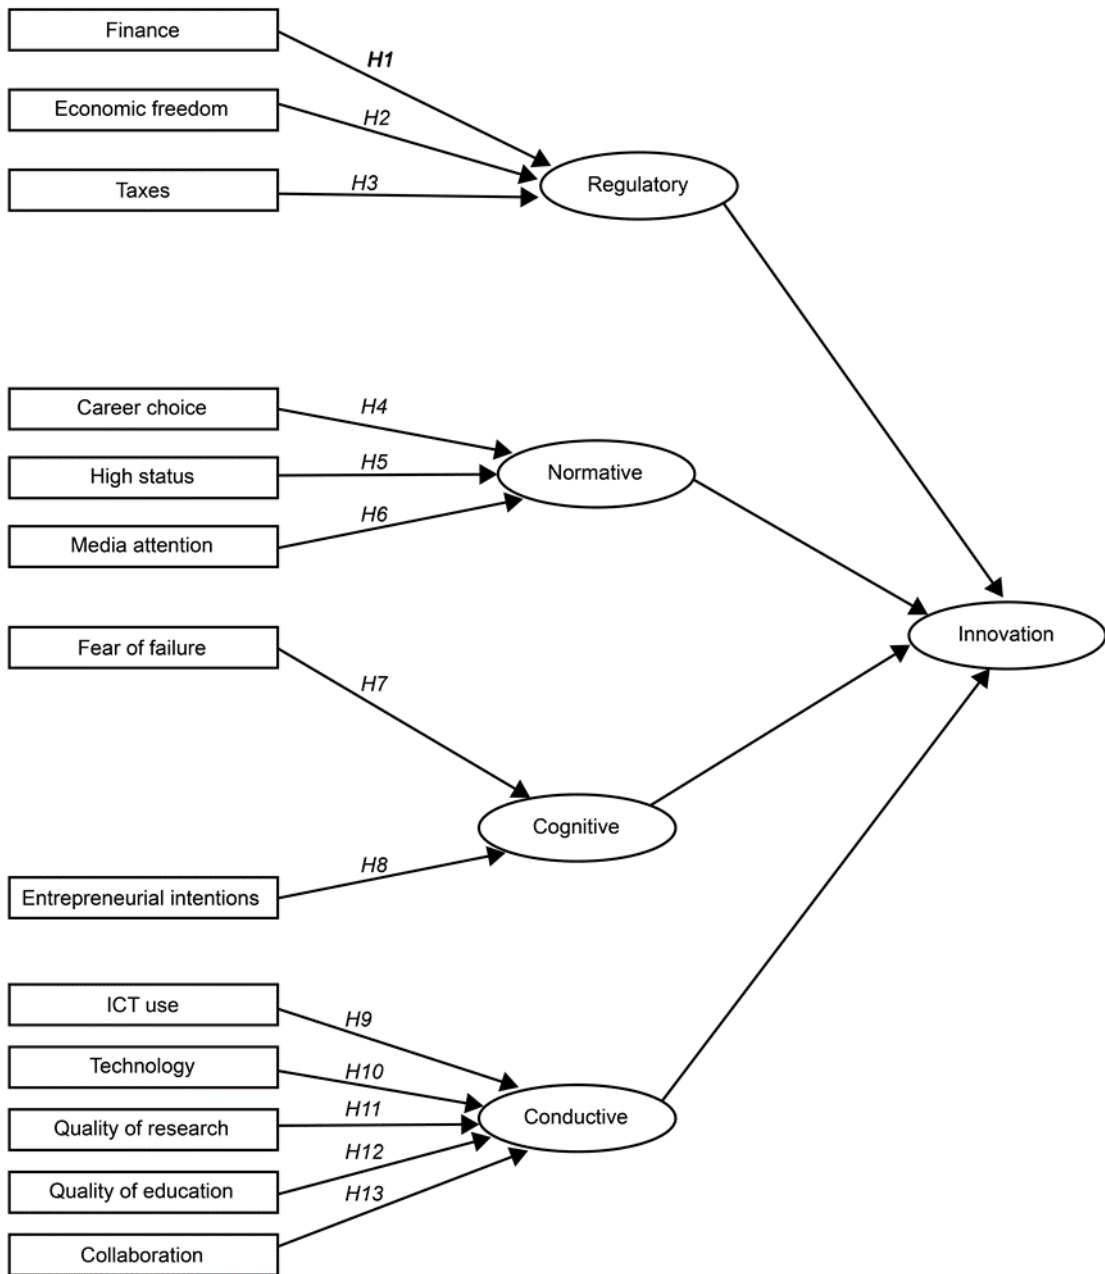 Finance
H1
Economic freedom
H2
Taxes
H3
Regulatory
Career choice
H4
High status
H5
Normative
Media attention
H6
Fear of failure
H7
Innovation
Cognitive
Entrepreneurial intentions
H8
ICT use
H9
Technology
H10
Quality of research
H11
Conductive
Quality of education
H12
Collaboration
H13